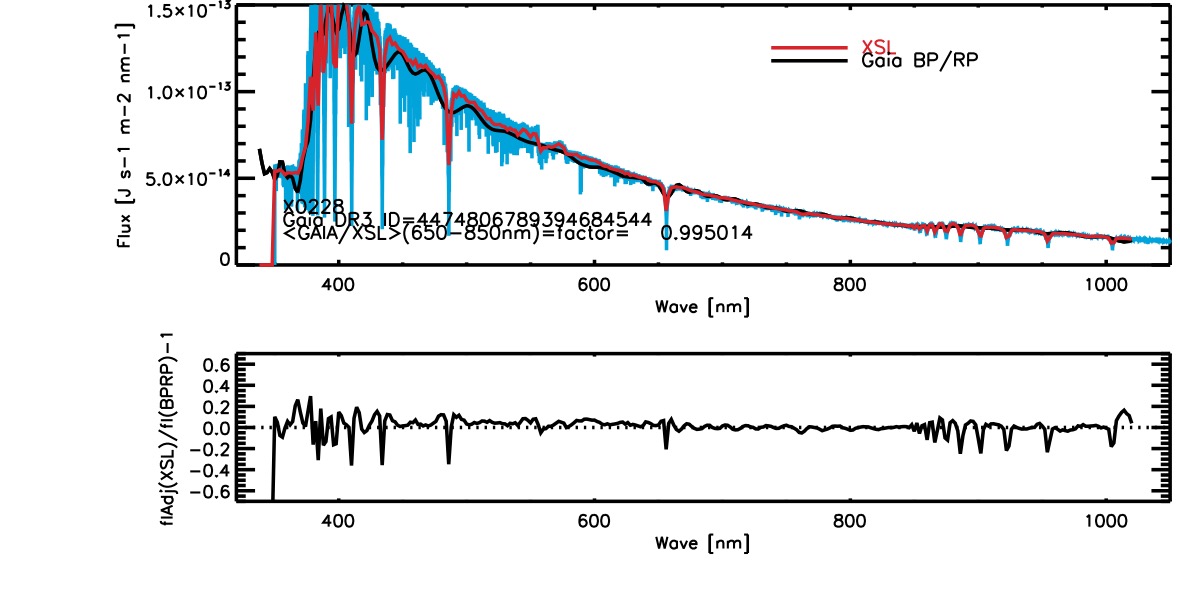 1.5×10−13
1.0×10−13
5.0×10−14
0
Flux [J s−1 m−2 nm−1]
XSL
Gaia BP/RP
X0228
Gaia DR3 ID=4474806789394684544
<GAIA/XSL>(650−850nm)=factor= 0.995014
400 600 800 1000
Wave [nm]
0.6
0.4
0.2
0.0
−0.2
−0.4
−0.6
flAdj(XSL)/fl(BPRP)−1
400 600 800 1000
Wave [nm]